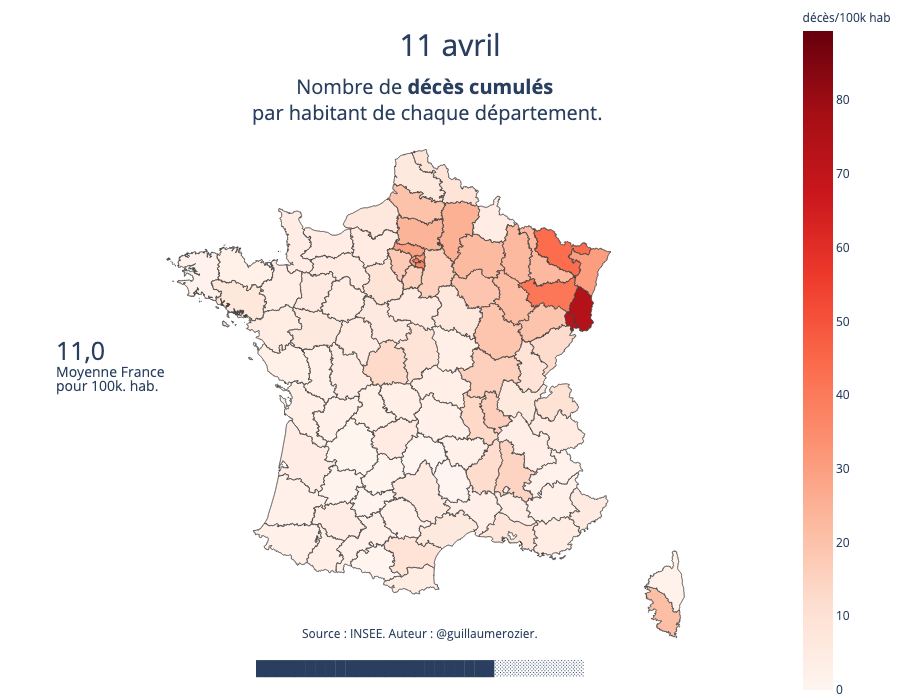 décès/100k hab
11 avril
Nombre de décès cumulés
par habitant de chaque département.
80
70
60
50
40
30
20
10
0
11,0
Moyenne France
pour 100k. hab.
Source : INSEE. Auteur : @guillaumerozier.